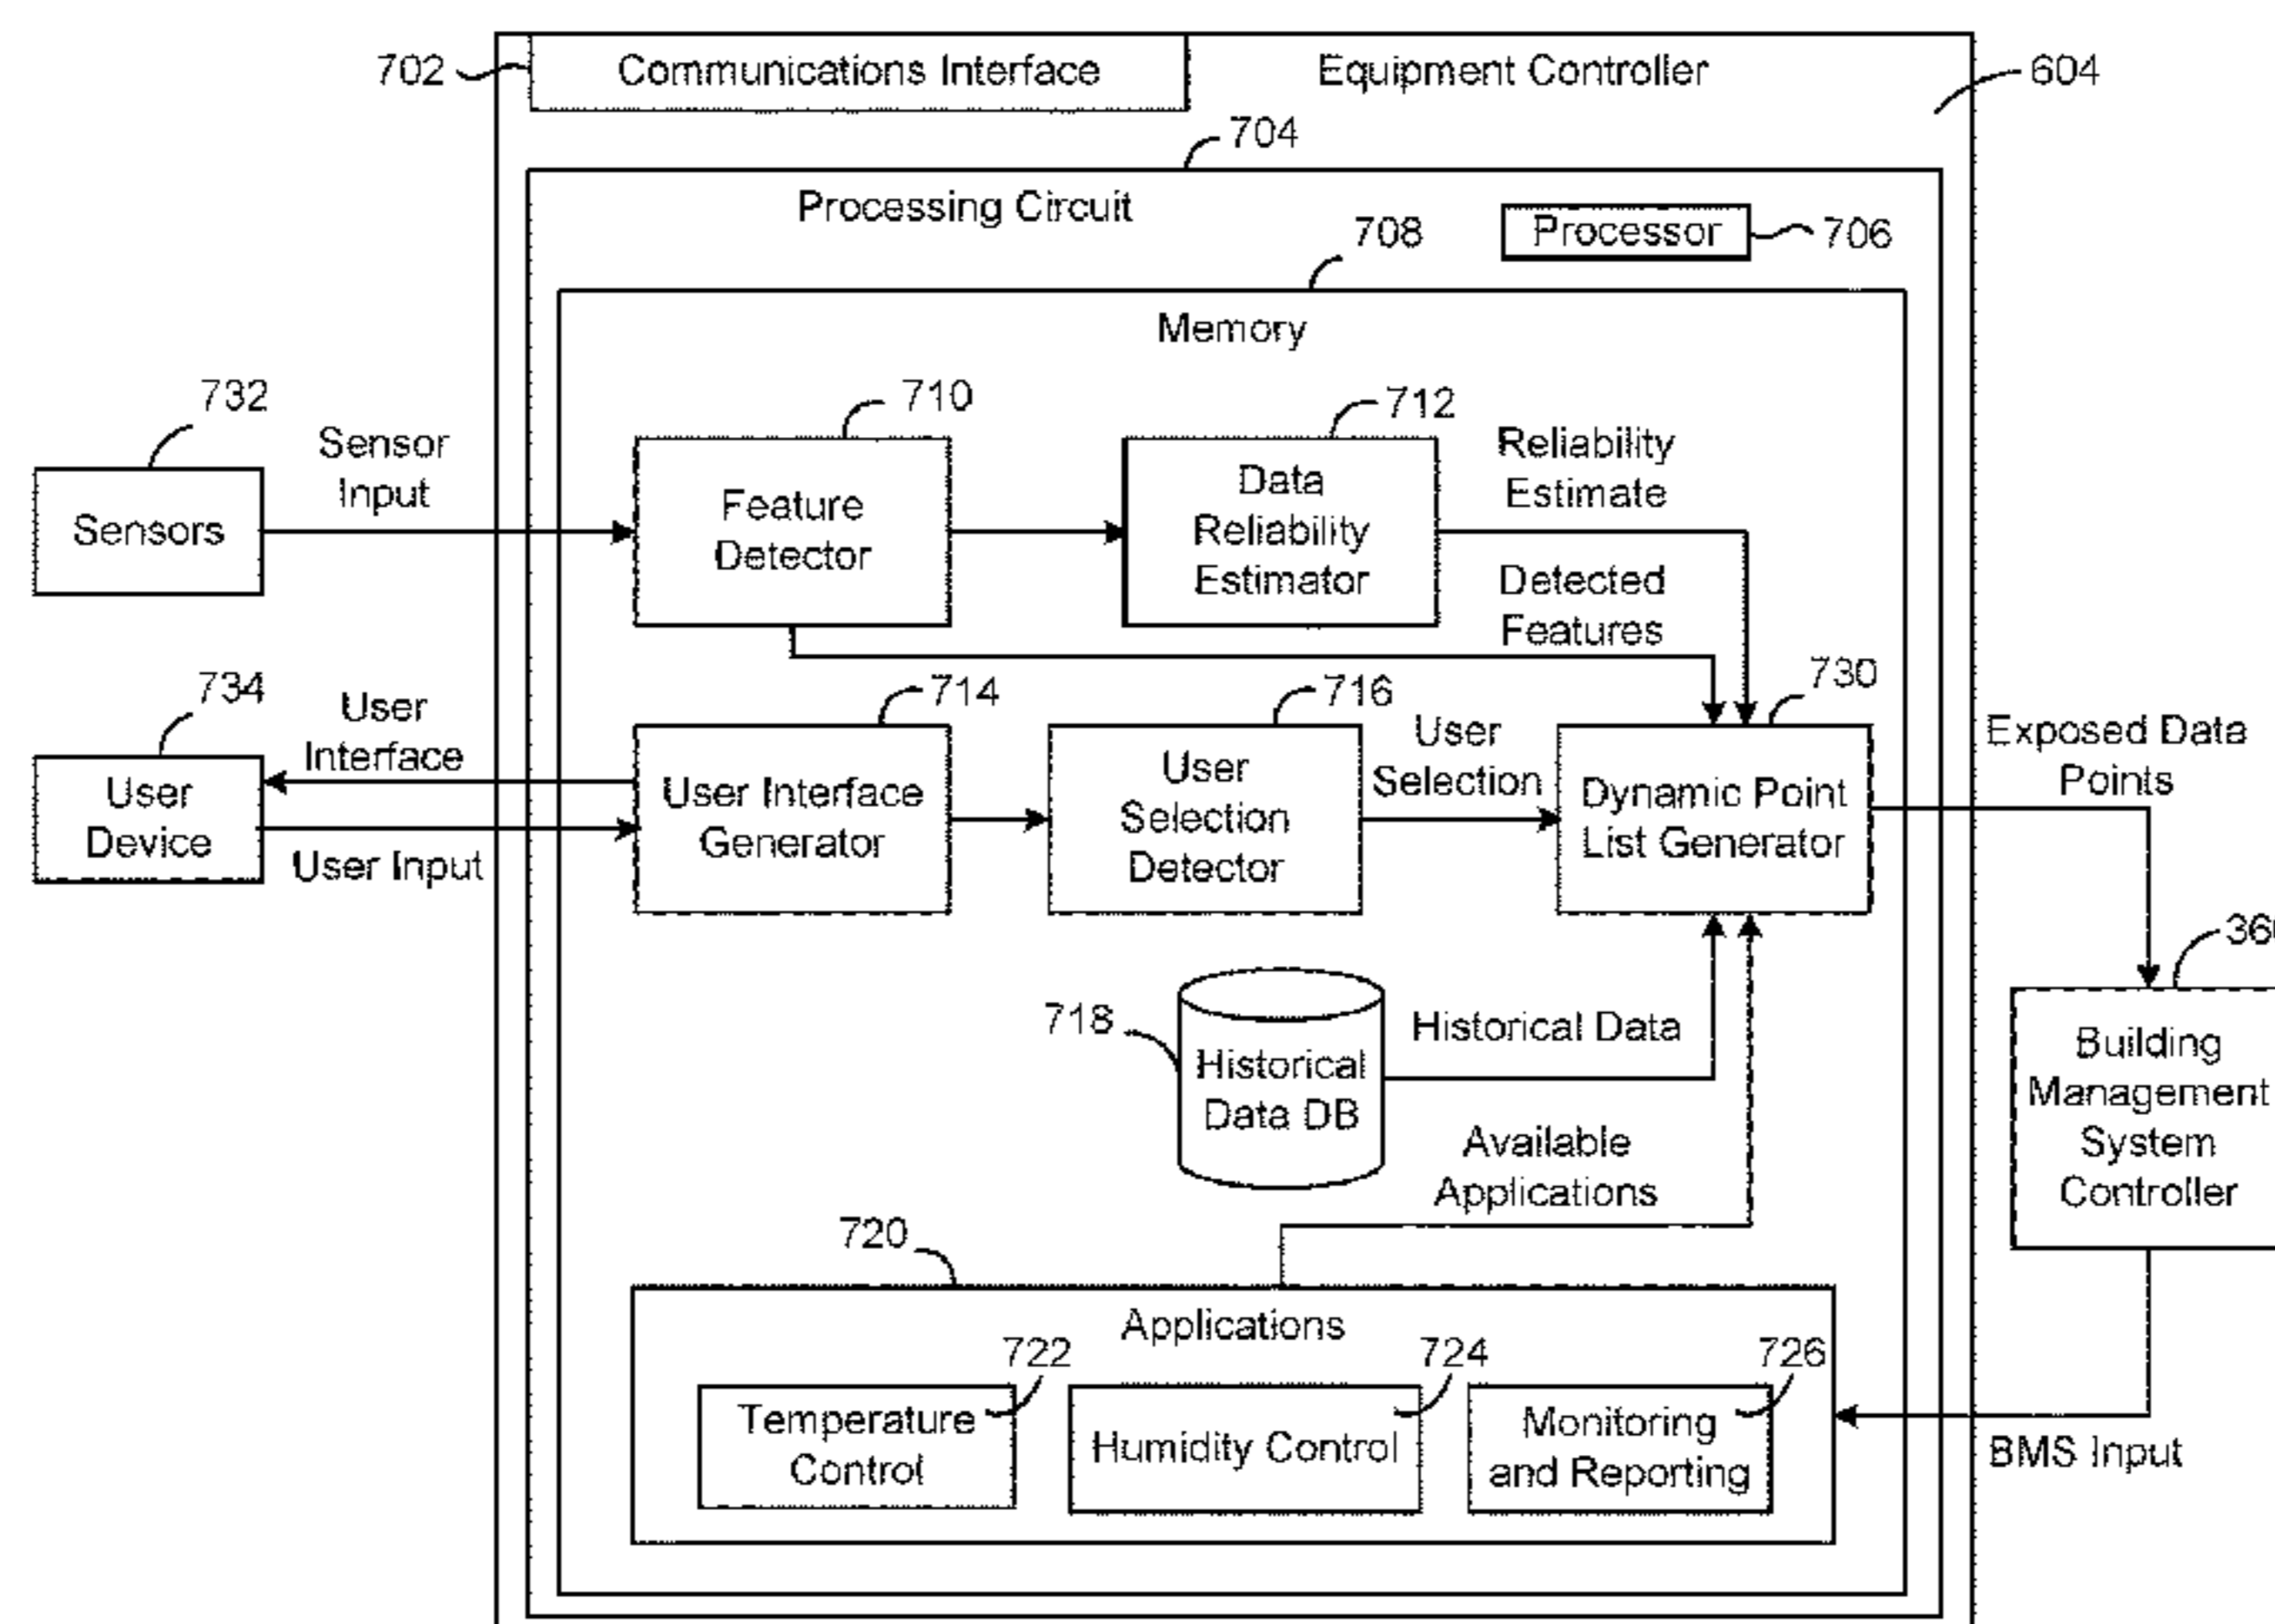 702
Communications Interface
Equipment Controller
604
704
Processing Circuit
Processor
706
708
Memory
732
Sensor
Input
Sensors
710
Feature
Detector
712
Data
Reliability
Estimator
Reliability
Estimate
Detected
Features
734
User
Interface
User
Device
User Input
714
User Interface
Generator
716
User
Selection
Detector
User
Selection
730
Dynamic Point
List Generator
Exposed Data
Points
718
Historical
Data DB
Historical Data
Available
Applications
Building
Management
System
Controller
720
Applications
722
Temperature
Control
724
Humidity Control
726
Monitoring
and Reporting
BMS Input